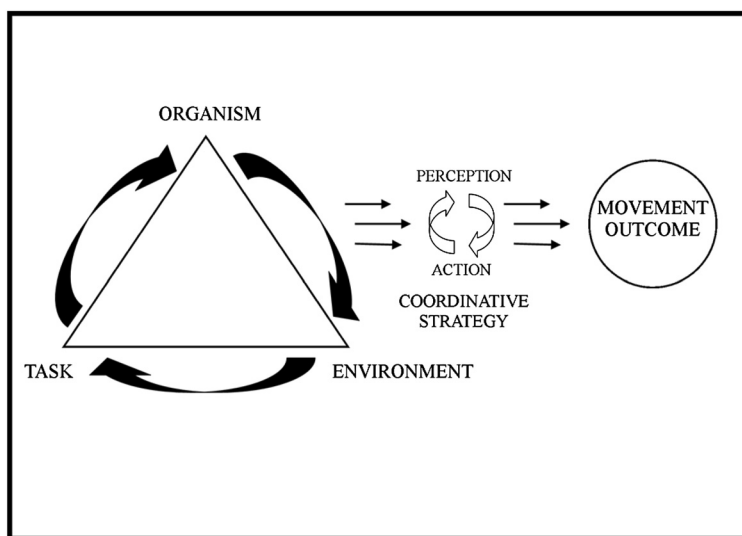 ORGANISM
PERCEPTION
MOVEMENT
OUTCOME
ACTION
COORDINATIVE
STRATEGY
TASK
ENVIRONMENT